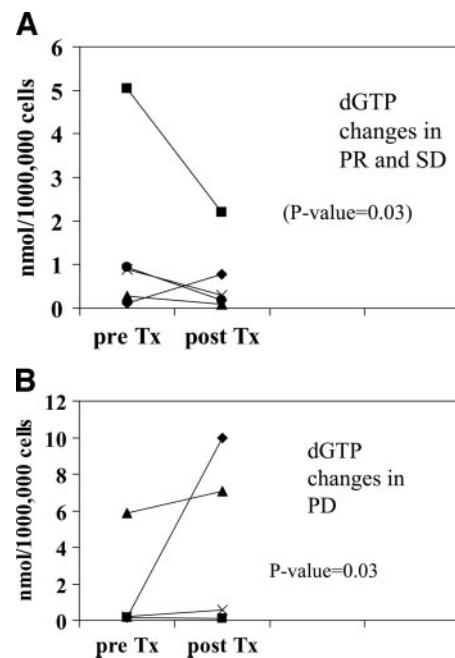 A
nmol/1000,000 cells
6
5
4
3
2
1
0
pre Tx post Tx
dGTP
changes in
PR and SD
(P-value=0.03)
B
nmol/1000,000 cells
12
10
8
6
4
2
0
pre Tx post Tx
dGTP
changes in
PD
P-value=0.03